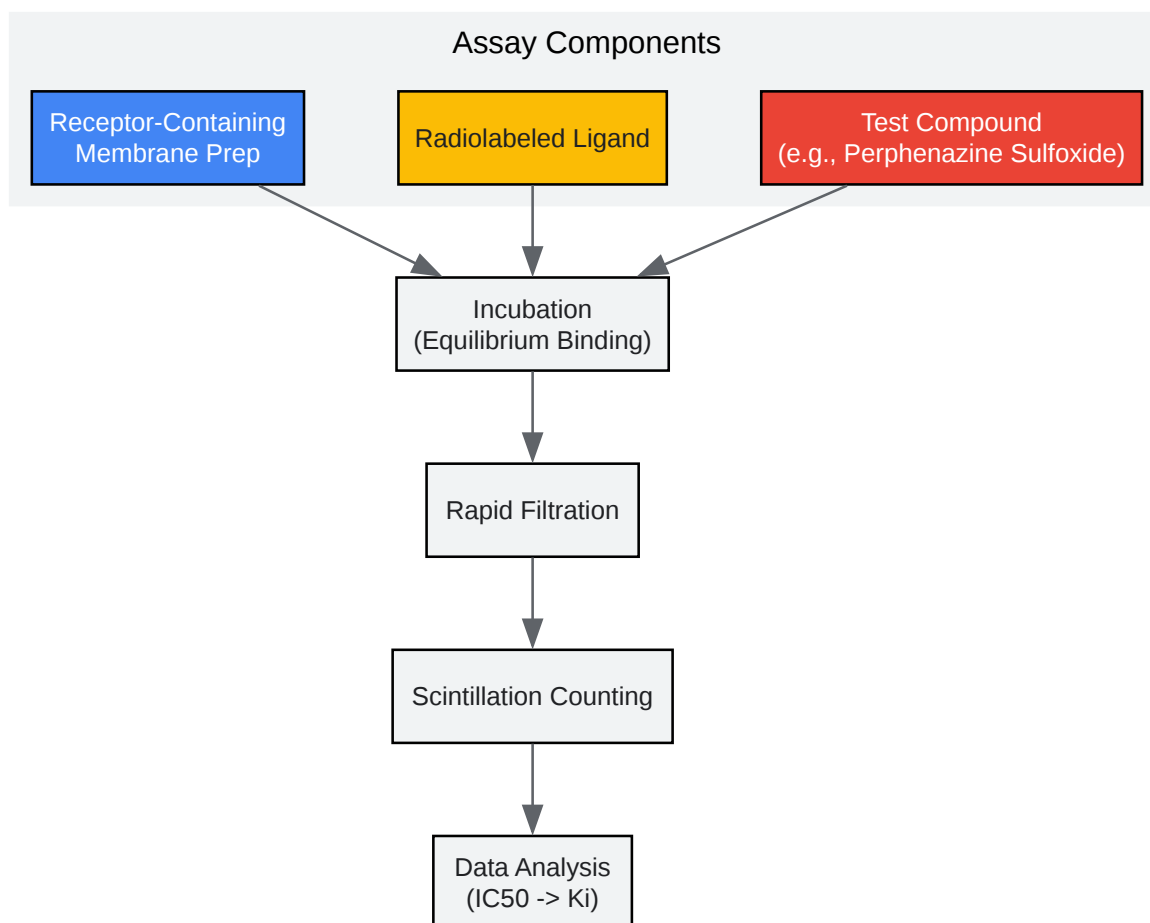 Assay Components
Receptor-Containing
Membrane Prep
Radiolabeled Ligand
Test Compound
(e.g., Perphenazine Sulfoxide)
Incubation
(Equilibrium Binding)
Rapid Filtration
Scintillation Counting
Data Analysis
(IC50 -> Ki)